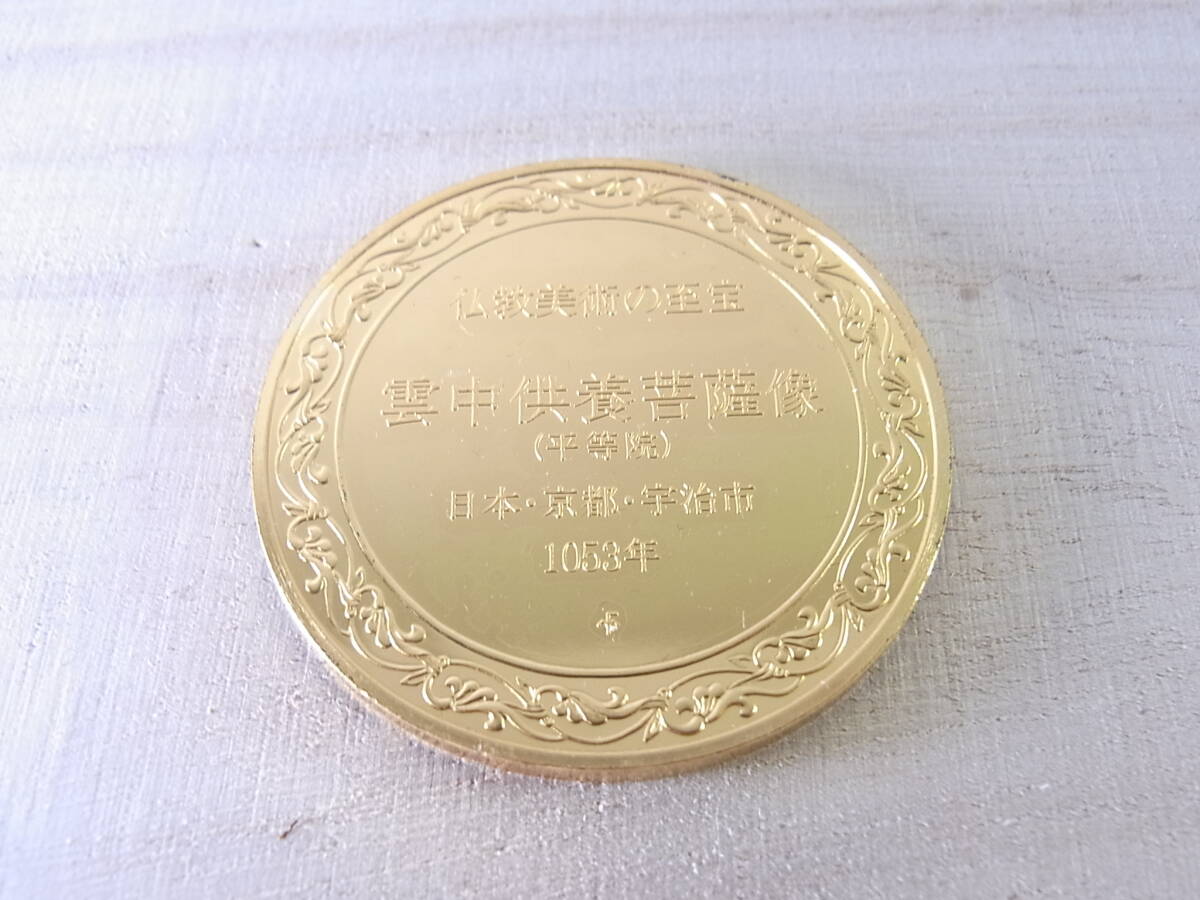 仏教美術の至宝
雲中供養菩薩像
(平等院)
日本・京都・宇治市
1053年